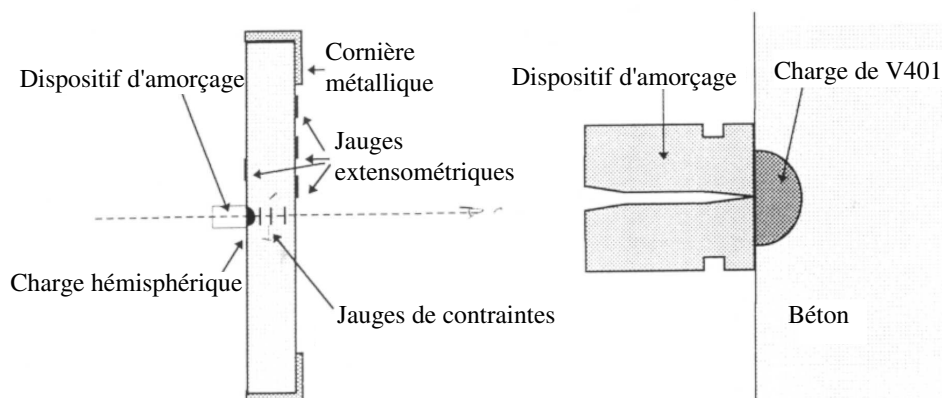 Cornière
métallique
Dispositif d'amorçage
Jauges
extensométriques
Charge hémisphérique
Jauges de contraintes
Dispositif d'amorçage
Charge de V401
Béton